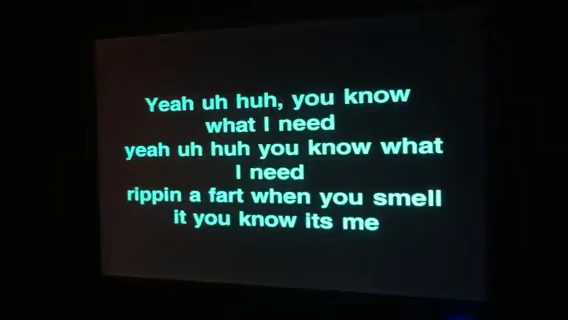 Yeah uh huh, you know
what I need
yeah uh huh you know what
I need
rippin a fart when you smell
it you know its me